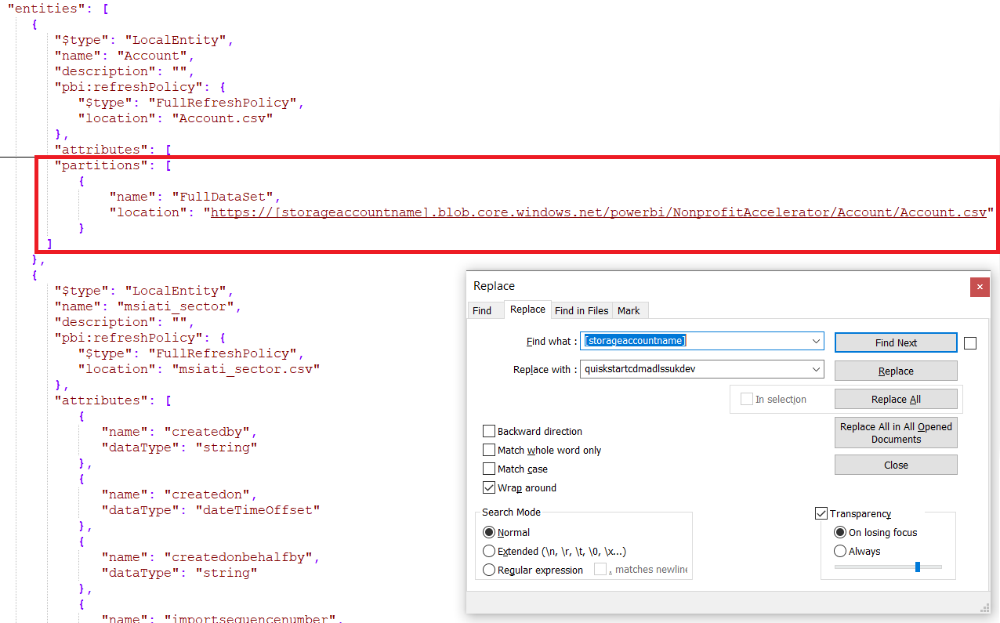 "entities": [
{
"$type": "LocalEntity",
"name": "Account",
"description": "",
"pbi:refreshPolicy": {
"$type": "FullRefreshPolicy",
"location": "Account.csv"
},
"attributes": [
"partitions": [
{
"name": "FullDataSet",
"location": "https://[storageaccountname].blob.core.windows.net/powerbi/NonprofitAccelerator/Account/Account.csv"
}
]
},
{
"$type": "LocalEntity",
"name": "msiati_sector",
"description": "",
"pbi:refreshPolicy": {
"$type": "FullRefreshPolicy",
"location": "msiati_sector.csv"
},
"attributes": [
{
"name": "createdby",
"dataType": "string"
},
{
"name": "createdon",
"dataType": "dateTimeOffset"
},
{
"name": "createdonbehalfby",
"dataType": "string"
},
{
"name": "importsequencenumber",
Replace
Find
Replace
Find in Files
Mark
Find what :
[storageaccountname]
Find Next
Replace with :
quiskstartcdmadlssukdev
Replace
In selection
Replace All
Replace All in All Opened
Documents
Close
Backward direction
Match whole word only
Match case
Wrap around
Search Mode
Normal
Extended (\n, \r, \t, \0, \x...)
Regular expression
. matches newline
Transparency
On losing focus
Always